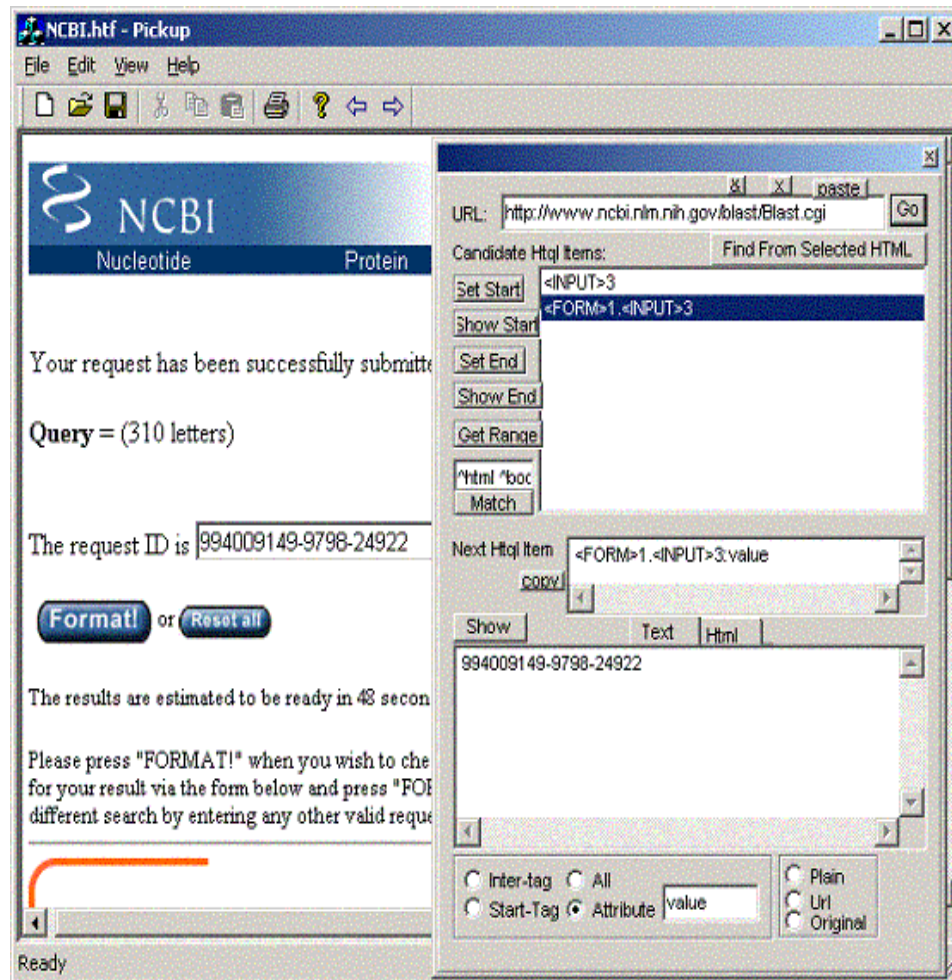 NCBI.htf - Pickup
File Edit View Help
NCBI
Nucleotide Protein
Your request has been successfully submitte
Query = (310 letters)
The request ID is 994009149-9798-24922
Format! or Reset all
The results are estimated to be ready in 48 secon
Please press "FORMAT!" when you wish to che
for your result via the form below and press "FOR
different search by entering any other valid reque
Ready
& x paste
URL: http://www.ncbi.nlm.nih.gov/blast/Blast.cgi Go
Candidate Htql Items: Find From Selected HTML
Set Start
<INPUT>3
<FORM>1.<INPUT>3
Show Start
Set End
Show End
Get Range
^html ^boc
Match
Next Htql Item <FORM>1.<INPUT>3:value
copy
Show Text Html
994009149-9798-24922
Inter-tag All
Start-Tag Attribute value
Plain
Url
Original